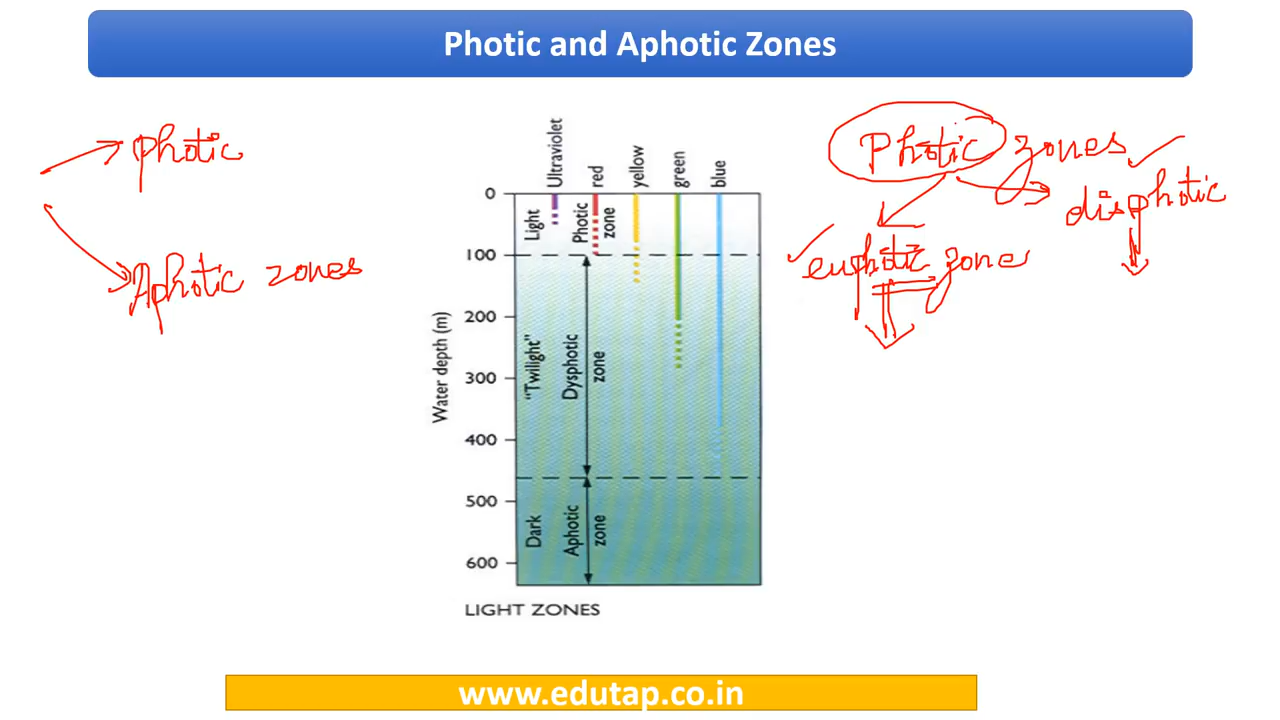 Photic and Aphotic Zones
photic
Aphotic zones
Ultraviolet
red
yellow
green
blue
0
100
200
300
400
500
600
Water depth (m)
Light
Photic
zone
"Twilight"
Dysphotic
zone
Dark
Aphotic
zone
LIGHT ZONES
Photic zones
disphotic
euphotic zone
www.edutap.co.in